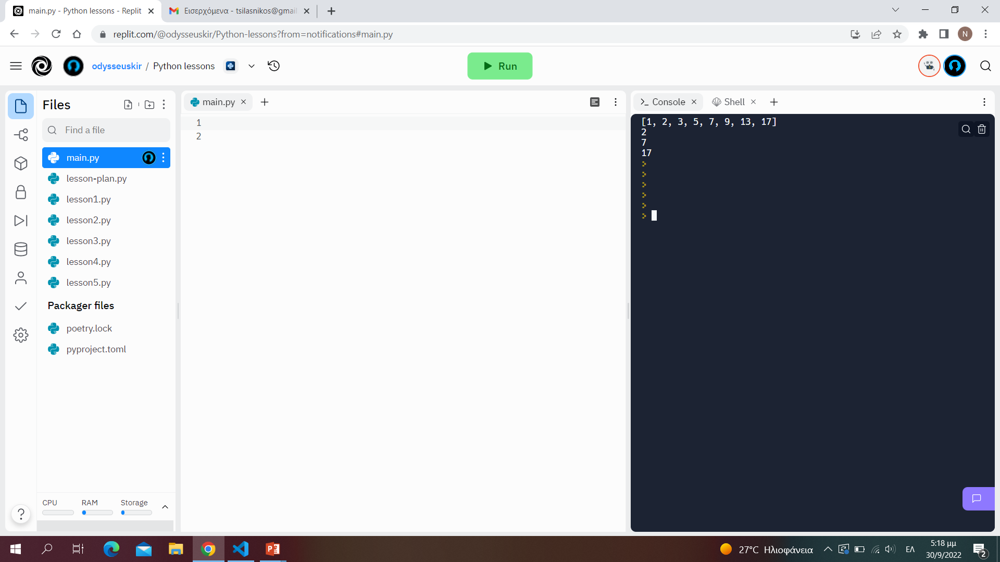 main.py - Python lessons - Replit
Εισερχόμενα - tsilasnikos@gmail
replit.com/@odysseuskir/Python-lessons?from=notifications#main.py
N
odysseuskir / Python lessons
Run
Files
Find a file
main.py
lesson-plan.py
lesson1.py
lesson2.py
lesson3.py
lesson4.py
lesson5.py
Packager files
poetry.lock
pyproject.toml
CPU RAM Storage
?
main.py
1
2
Console
Shell
[1, 2, 3, 5, 7, 9, 13, 17]
2
7
17
>
>
>
>
>
>
27°C Ηλιοφάνεια
ΕΛ
5:18 μμ
30/9/2022
2